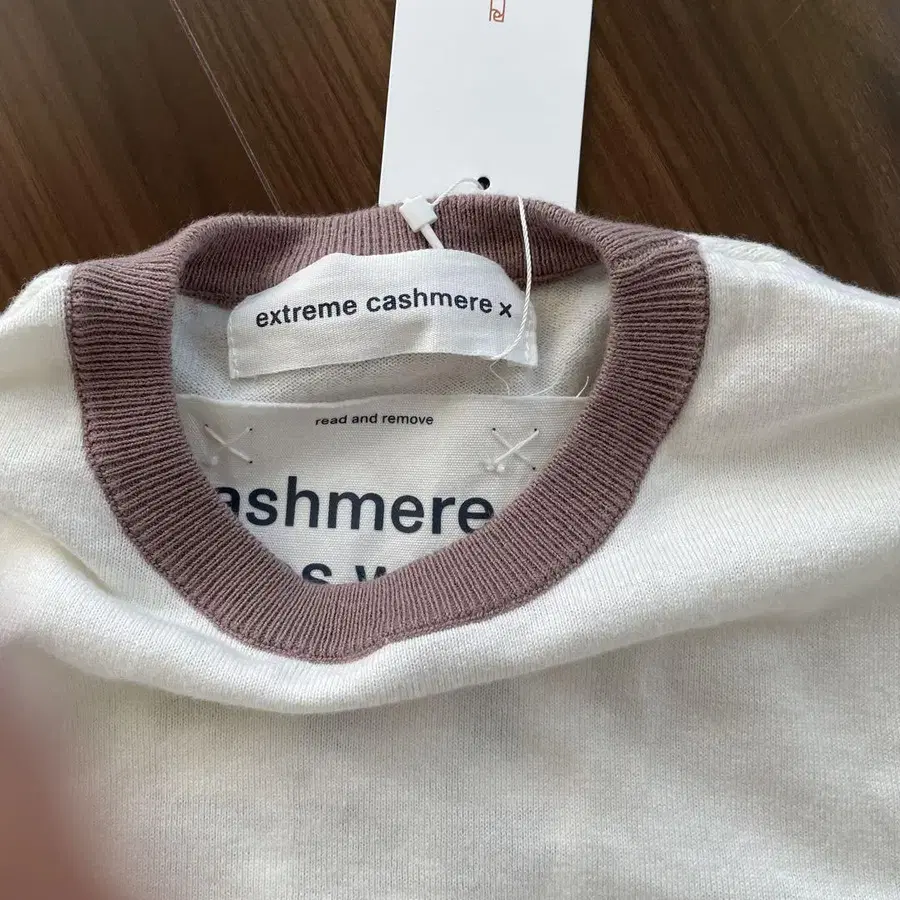 extreme cashmere x
read and remove
ashmere